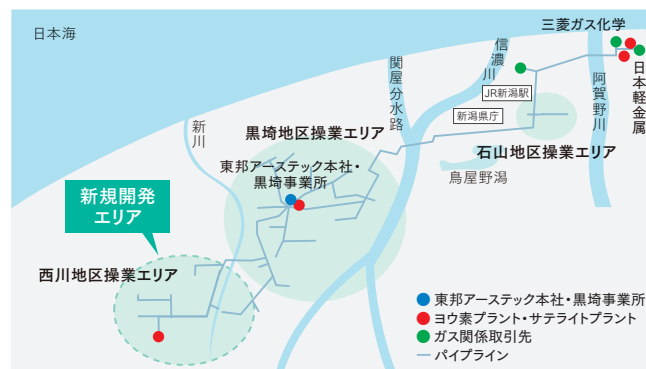 日本海
三菱ガス化学
日本軽金属
信濃川
関屋分水路
阿賀野川
JR新潟駅
新潟県庁
新川
黒埼地区操業エリア
石山地区操業エリア
東邦アーステック本社・
黒埼事業所
鳥屋野潟
新規開発
エリア
西川地区操業エリア
東邦アーステック本社・黒埼事業所
ヨウ素プラント・サテライトプラント
ガス関係取引先
パイプライン